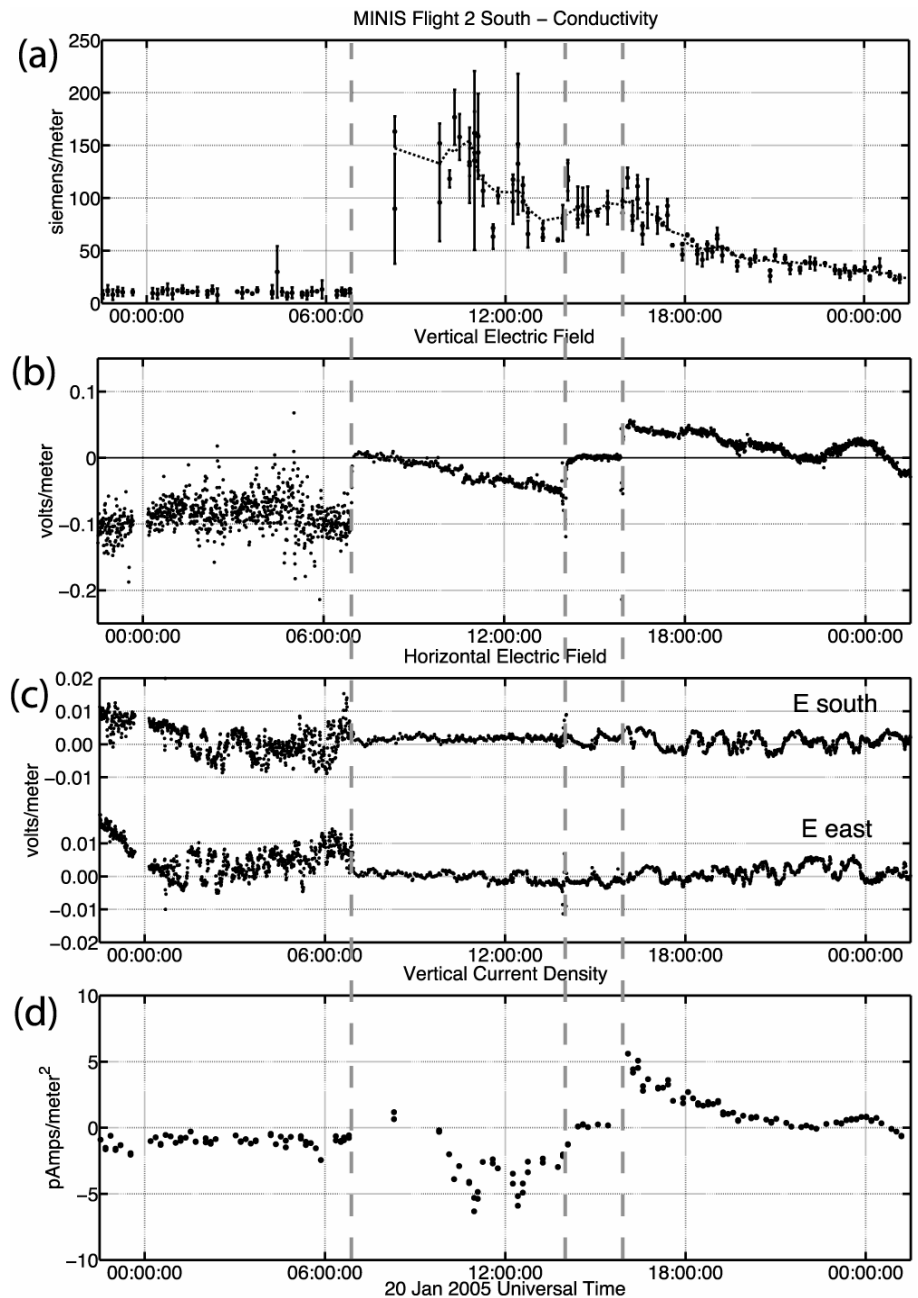 MINIS Flight 2 South – Conductivity
(a)
250
200
150
100
50
0
siemens/meter
00:00:00 06:00:00 12:00:00 18:00:00 00:00:00
Vertical Electric Field
(b)
0.1
0
−0.1
−0.2
volts/meter
00:00:00 06:00:00 12:00:00 18:00:00 00:00:00
Horizontal Electric Field
(c)
0.02
0.01
0.00
−0.01
E south
0.01
0.00
−0.01
−0.02
E east
volts/meter
volts/meter
00:00:00 06:00:00 12:00:00 18:00:00 00:00:00
Vertical Current Density
(d)
10
5
0
−5
−10
pAmps/meter²
00:00:00 06:00:00 12:00:00 18:00:00 00:00:00
20 Jan 2005 Universal Time